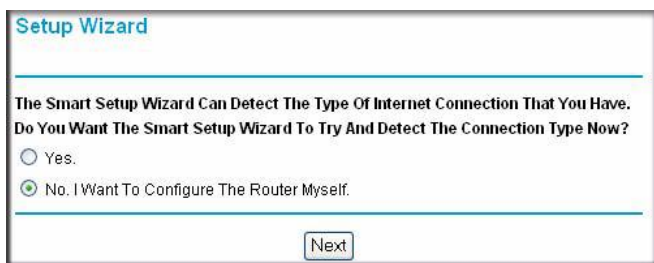 Setup Wizard
The Smart Setup Wizard Can Detect The Type Of Internet Connection That You Have.
Do You Want The Smart Setup Wizard To Try And Detect The Connection Type Now?
Yes.
No. I Want To Configure The Router Myself.
Next